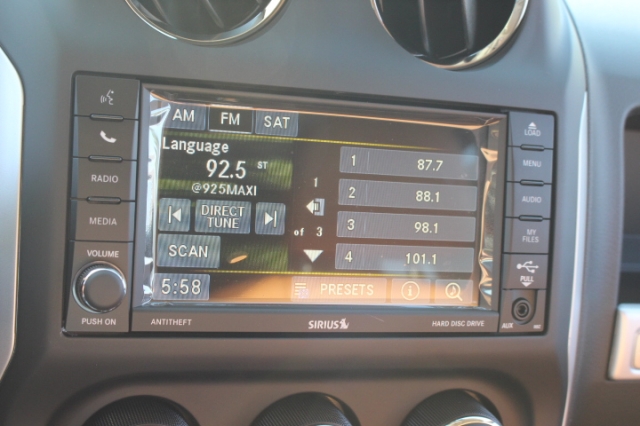 AM FM SAT
Language
92.5 ST
@925MAXI
DIRECT
TUNE
SCAN
5:58
1
of 3
1 87.7
2 88.1
3 98.1
4 101.1
PRESETS
RADIO
MEDIA
VOLUME
PUSH ON
LOAD
MENU
AUDIO
MY
FILES
PULL
AUX
ANTITHEFT
SIRIUS
HARD DISC DRIVE